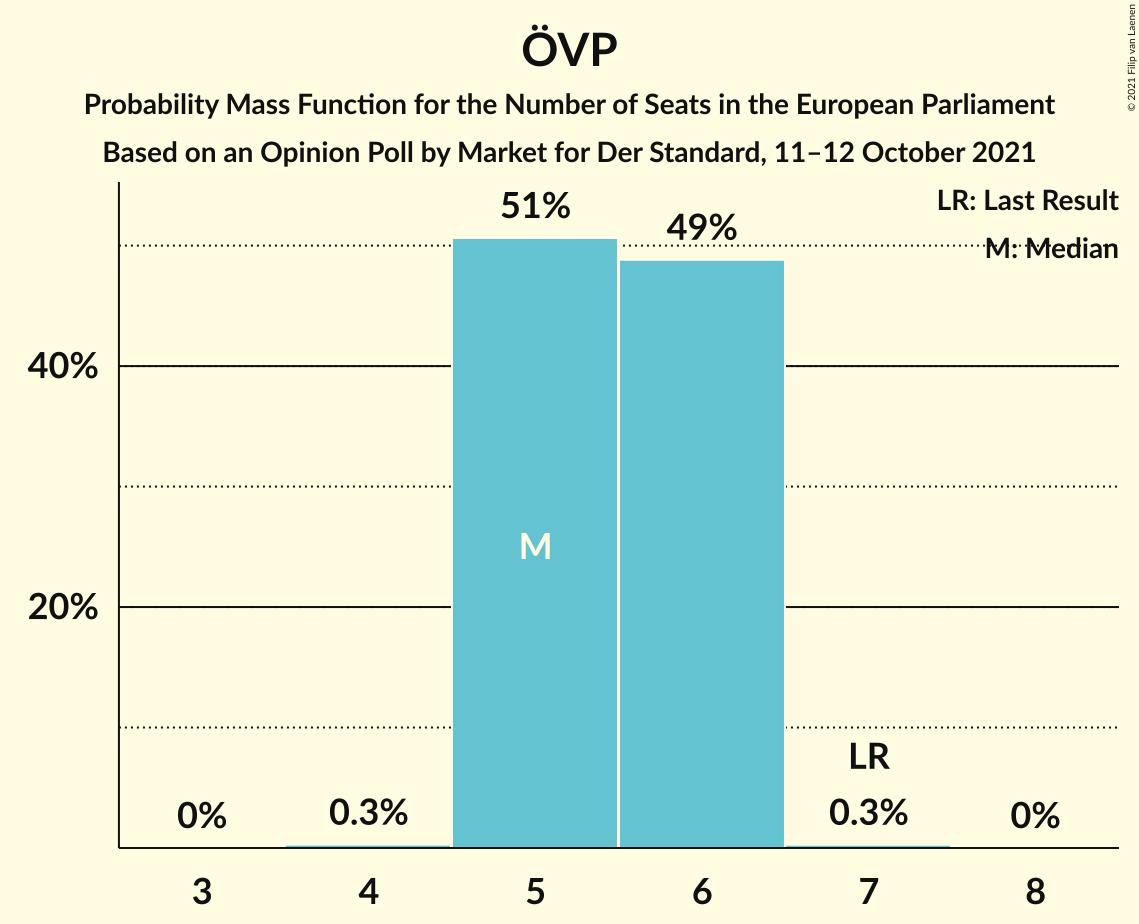 ÖVP
Probability Mass Function for the Number of Seats in the European Parliament
Based on an Opinion Poll by Market for Der Standard, 11–12 October 2021
© 2021 Filip van Laenen
LR: Last Result
M: Median
51%
49%
40%
M
20%
LR
0%
0.3%
0.3%
0%
3
4
5
6
7
8